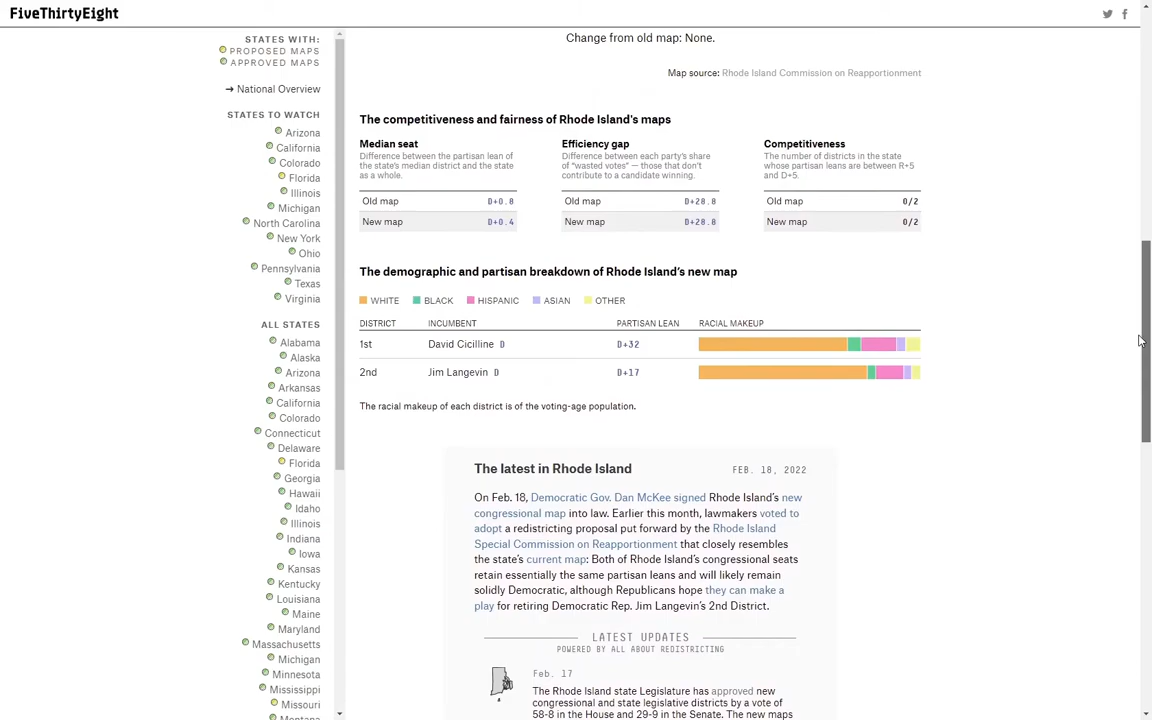 FiveThirtyEight
STATES WITH:
PROPOSED MAPS
APPROVED MAPS
→ National Overview
STATES TO WATCH
Arizona
California
Colorado
Florida
Illinois
Michigan
North Carolina
New York
Ohio
Pennsylvania
Texas
Virginia
ALL STATES
Alabama
Alaska
Arizona
Arkansas
California
Colorado
Connecticut
Delaware
Florida
Georgia
Hawaii
Idaho
Illinois
Indiana
Iowa
Kansas
Kentucky
Louisiana
Maine
Maryland
Massachusetts
Michigan
Minnesota
Mississippi
Missouri
Montana
Change from old map: None.
Map source: Rhode Island Commission on Reapportionment
The competitiveness and fairness of Rhode Island's maps
Median seat
Difference between the partisan lean of
the state's median district and the state
as a whole.
Old map D+0.8
New map D+0.4
Efficiency gap
Difference between each party's share
of "wasted votes" — those that don't
contribute to a candidate winning.
Old map D+28.8
New map D+28.8
Competitiveness
The number of districts in the state
whose partisan leans are between R+5
and D+5.
Old map 0/2
New map 0/2
The demographic and partisan breakdown of Rhode Island's new map
WHITE BLACK HISPANIC ASIAN OTHER
DISTRICT INCUMBENT PARTISAN LEAN RACIAL MAKEUP
1st David Cicilline D D+32
2nd Jim Langevin D D+17
The racial makeup of each district is of the voting-age population.
The latest in Rhode Island FEB. 18, 2022
On Feb. 18, Democratic Gov. Dan McKee signed Rhode Island's new
congressional map into law. Earlier this month, lawmakers voted to
adopt a redistricting proposal put forward by the Rhode Island
Special Commission on Reapportionment that closely resembles
the state's current map: Both of Rhode Island's congressional seats
retain essentially the same partisan leans and will likely remain
solidly Democratic, although Republicans hope they can make a
play for retiring Democratic Rep. Jim Langevin's 2nd District.
LATEST UPDATES
POWERED BY ALL ABOUT REDISTRICTING
Feb. 17
The Rhode Island state Legislature has approved new
congressional and state legislative districts by a vote of
58-8 in the House and 29-9 in the Senate. The new maps